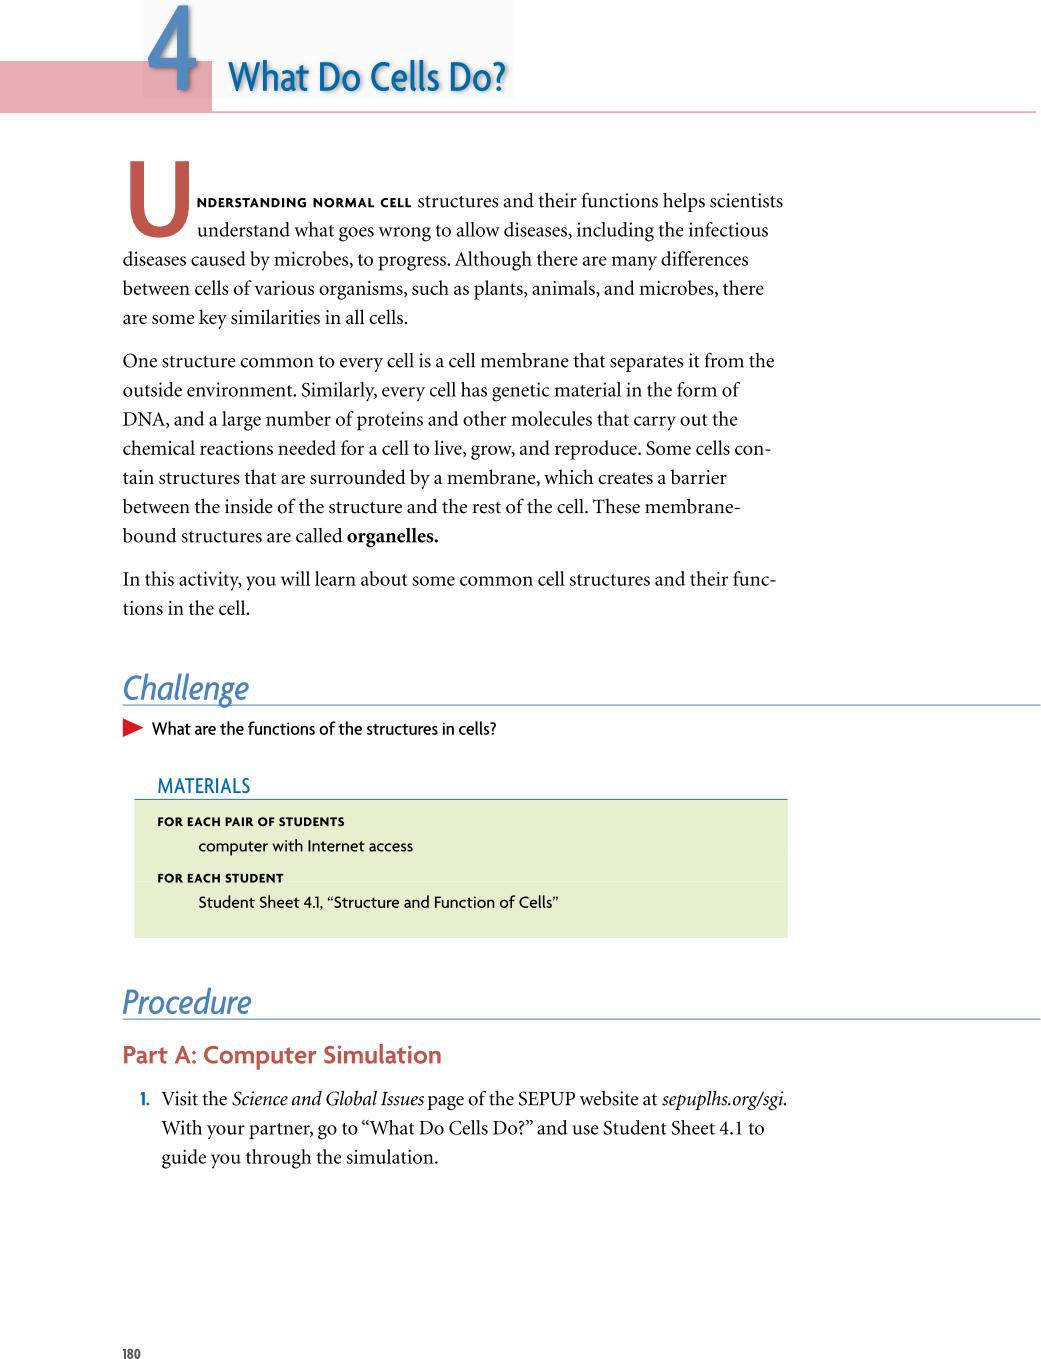 4 What Do Cells Do?
UNDERSTANDING NORMAL CELL structures and their functions helps scientists
understand what goes wrong to allow diseases, including the infectious
diseases caused by microbes, to progress. Although there are many differences
between cells of various organisms, such as plants, animals, and microbes, there
are some key similarities in all cells.
One structure common to every cell is a cell membrane that separates it from the
outside environment. Similarly, every cell has genetic material in the form of
DNA, and a large number of proteins and other molecules that carry out the
chemical reactions needed for a cell to live, grow, and reproduce. Some cells con-
tain structures that are surrounded by a membrane, which creates a barrier
between the inside of the structure and the rest of the cell. These membrane-
bound structures are called organelles.
In this activity, you will learn about some common cell structures and their func-
tions in the cell.
Challenge
What are the functions of the structures in cells?
MATERIALS
FOR EACH PAIR OF STUDENTS
computer with Internet access
FOR EACH STUDENT
Student Sheet 4.1, “Structure and Function of Cells”
Procedure
Part A: Computer Simulation
1. Visit the Science and Global Issues page of the SEPUP website at sepuplhs.org/sgi.
With your partner, go to “What Do Cells Do?” and use Student Sheet 4.1 to
guide you through the simulation.
180